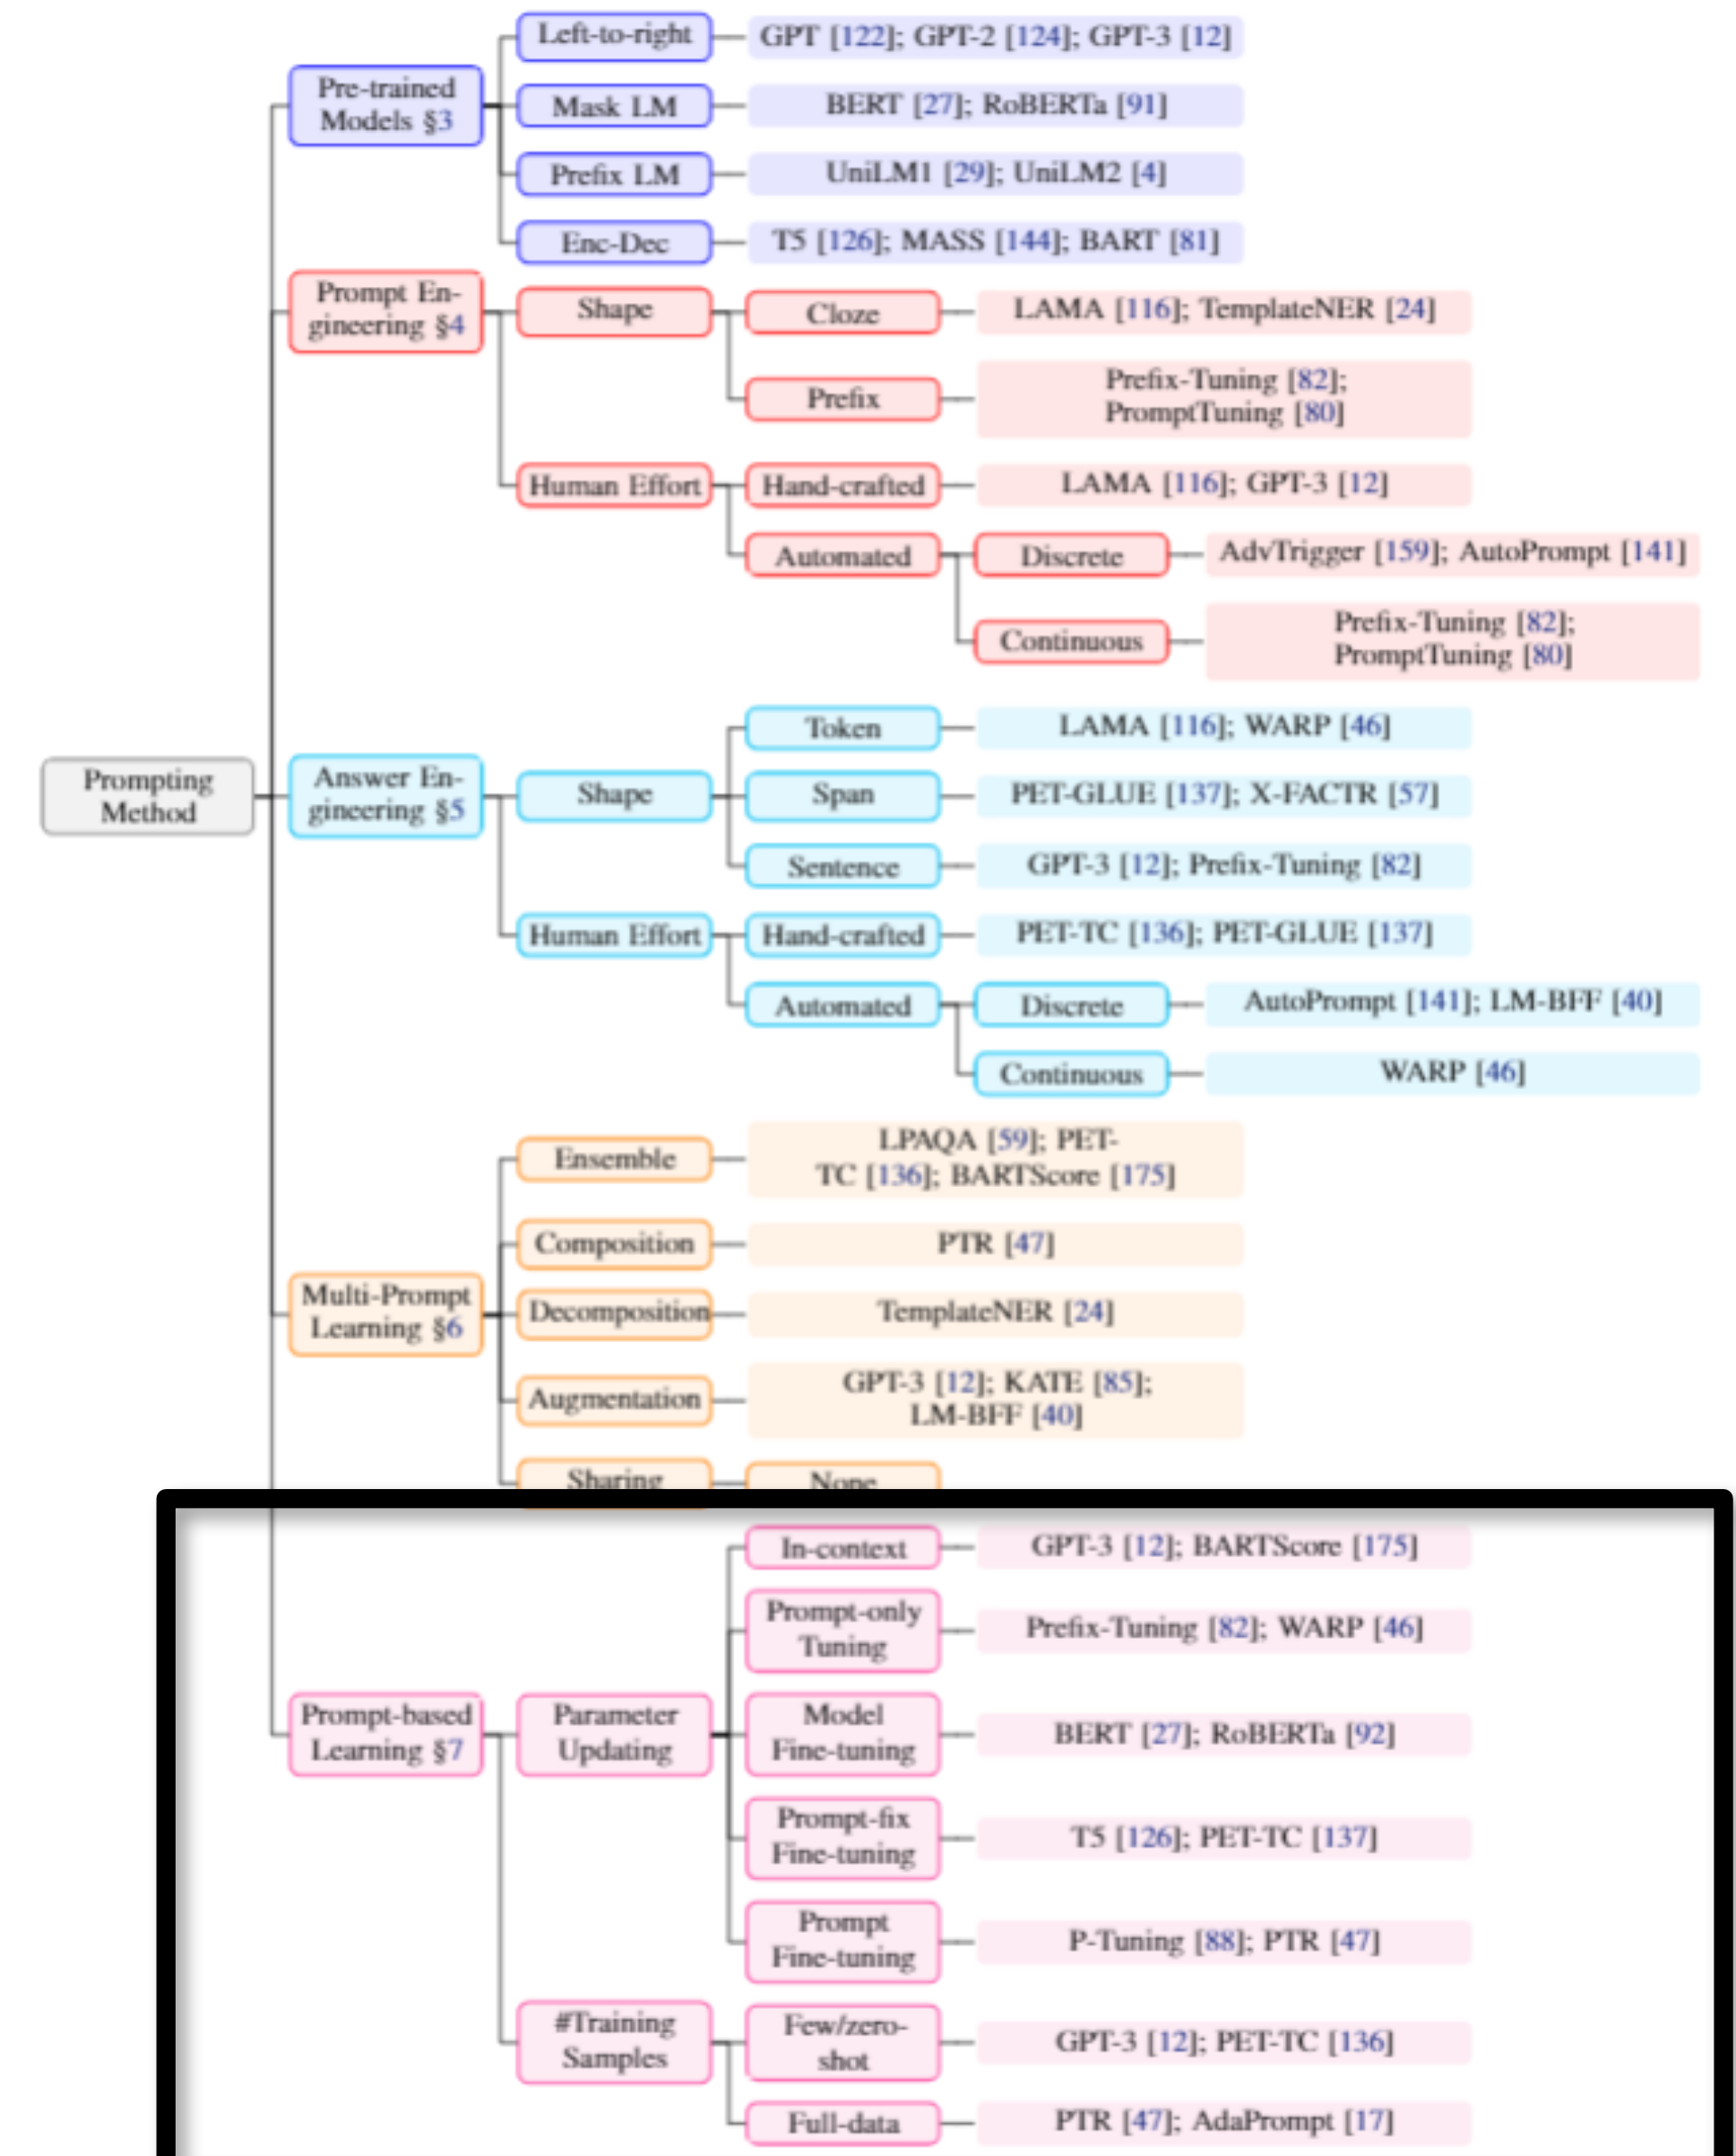 Left-to-right
GPT [122]; GPT-2 [124]; GPT-3 [12]
Pre-trained
Models §3
Mask LM
BERT [27]; RoBERTa [91]
Prefix LM
UniLM1 [29]; UniLM2 [4]
Enc-Dec
T5 [126]; MASS [144]; BART [81]
Prompt En-
gineering §4
Shape
Cloze
LAMA [116]; TemplateNER [24]
Prefix
Prefix-Tuning [82];
PromptTuning [80]
Human Effort
Hand-crafted
LAMA [116]; GPT-3 [12]
Automated
Discrete
AdvTrigger [159]; AutoPrompt [141]
Continuous
Prefix-Tuning [82];
PromptTuning [80]
Prompting
Method
Answer En-
gineering §5
Shape
Token
LAMA [116]; WARP [46]
Span
PET-GLUE [137]; X-FACTR [57]
Sentence
GPT-3 [12]; Prefix-Tuning [82]
Human Effort
Hand-crafted
PET-TC [136]; PET-GLUE [137]
Automated
Discrete
AutoPrompt [141]; LM-BFF [40]
Continuous
WARP [46]
Multi-Prompt
Learning §6
Ensemble
LPAQA [59]; PET-
TC [136]; BARTScore [175]
Composition
PTR [47]
Decomposition
TemplateNER [24]
Augmentation
GPT-3 [12]; KATE [85];
LM-BFF [40]
Sharing
None
Prompt-based
Learning §7
Parameter
Updating
In-context
GPT-3 [12]; BARTScore [175]
Prompt-only
Tuning
Prefix-Tuning [82]; WARP [46]
Model
Fine-tuning
BERT [27]; RoBERTa [92]
Prompt-fix
Fine-tuning
T5 [126]; PET-TC [137]
Prompt
Fine-tuning
P-Tuning [88]; PTR [47]
#Training
Samples
Few/zero-
shot
GPT-3 [12]; PET-TC [136]
Full-data
PTR [47]; AdaPrompt [17]